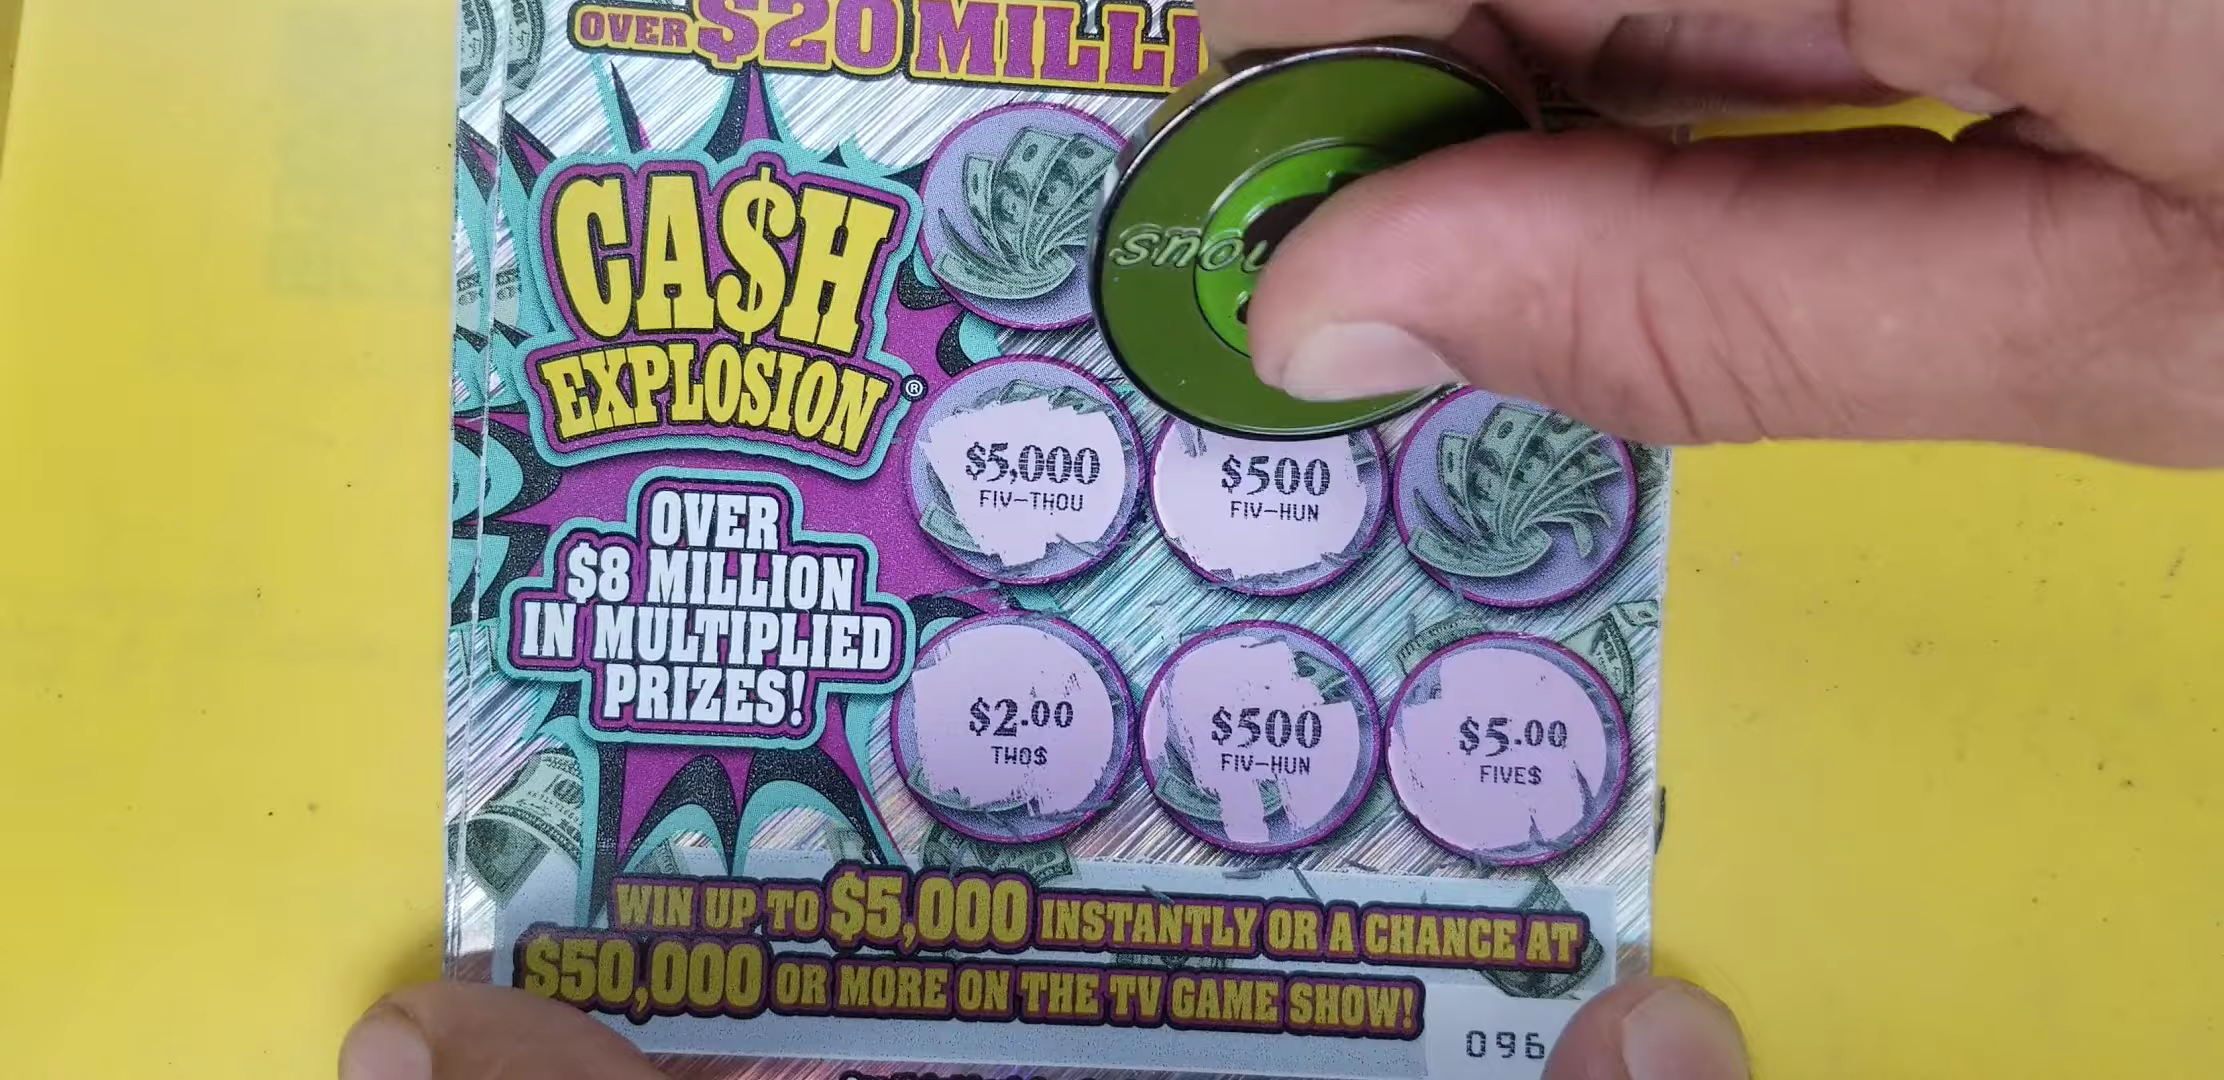 OVER $20 MILLI
CA$H
EXPLOSION®
$5,000
FIV-THOU
$500
FIV-HUN
OVER
$8 MILLION
IN MULTIPLIED
PRIZES!
$2.00
TWO$
$500
FIV-HUN
$5.00
FIVE$
WIN UP TO $5,000 INSTANTLY OR A CHANCE AT
$50,000 OR MORE ON THE TV GAME SHOW!
096